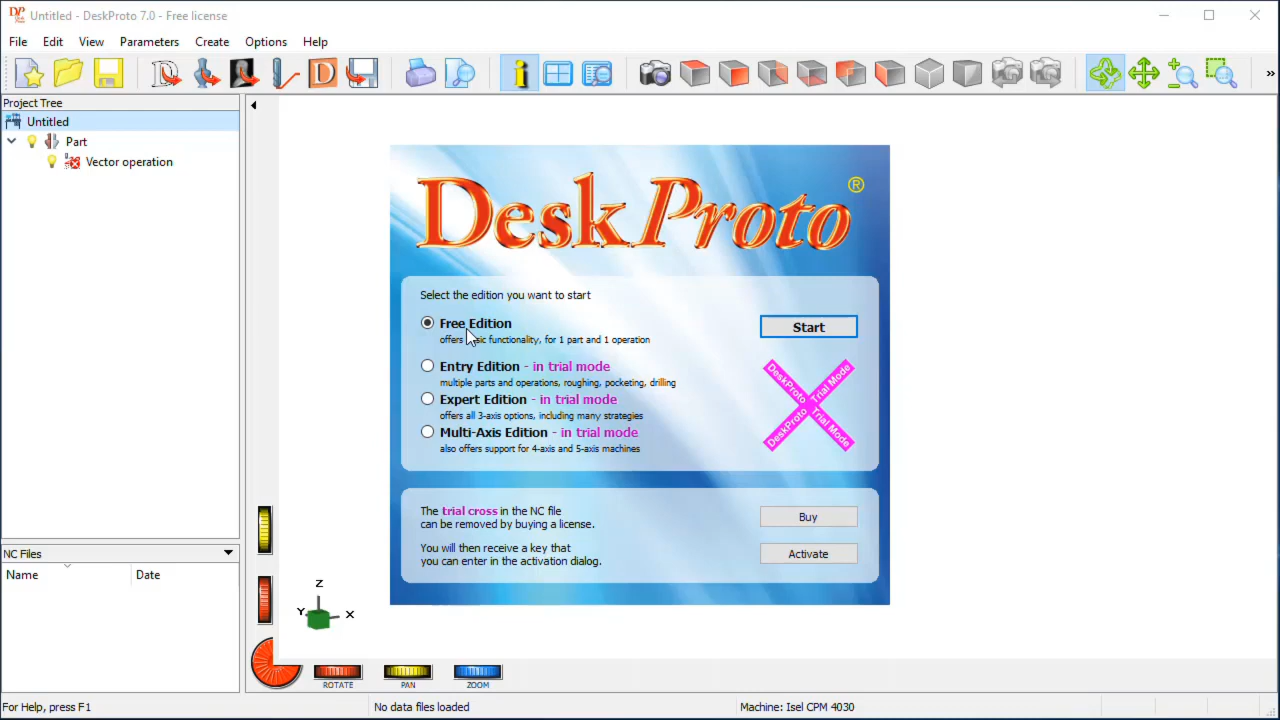 Untitled - DeskProto 7.0 - Free license
File Edit View Parameters Create Options Help
»
Project Tree
Untitled
Part
Vector operation
NC Files
Name Date
DeskProto ®
Select the edition you want to start
Free Edition
offers basic functionality, for 1 part and 1 operation
Start
Entry Edition - in trial mode
multiple parts and operations, roughing, pocketing, drilling
Expert Edition - in trial mode
offers all 3-axis options, including many strategies
Multi-Axis Edition - in trial mode
also offers support for 4-axis and 5-axis machines
DeskProto Trial Mode
DeskProto Trial Mode
The trial cross in the NC file
can be removed by buying a license.
Buy
You will then receive a key that
you can enter in the activation dialog.
Activate
Z
Y X
ROTATE PAN ZOOM
For Help, press F1 No data files loaded Machine: Isel CPM 4030